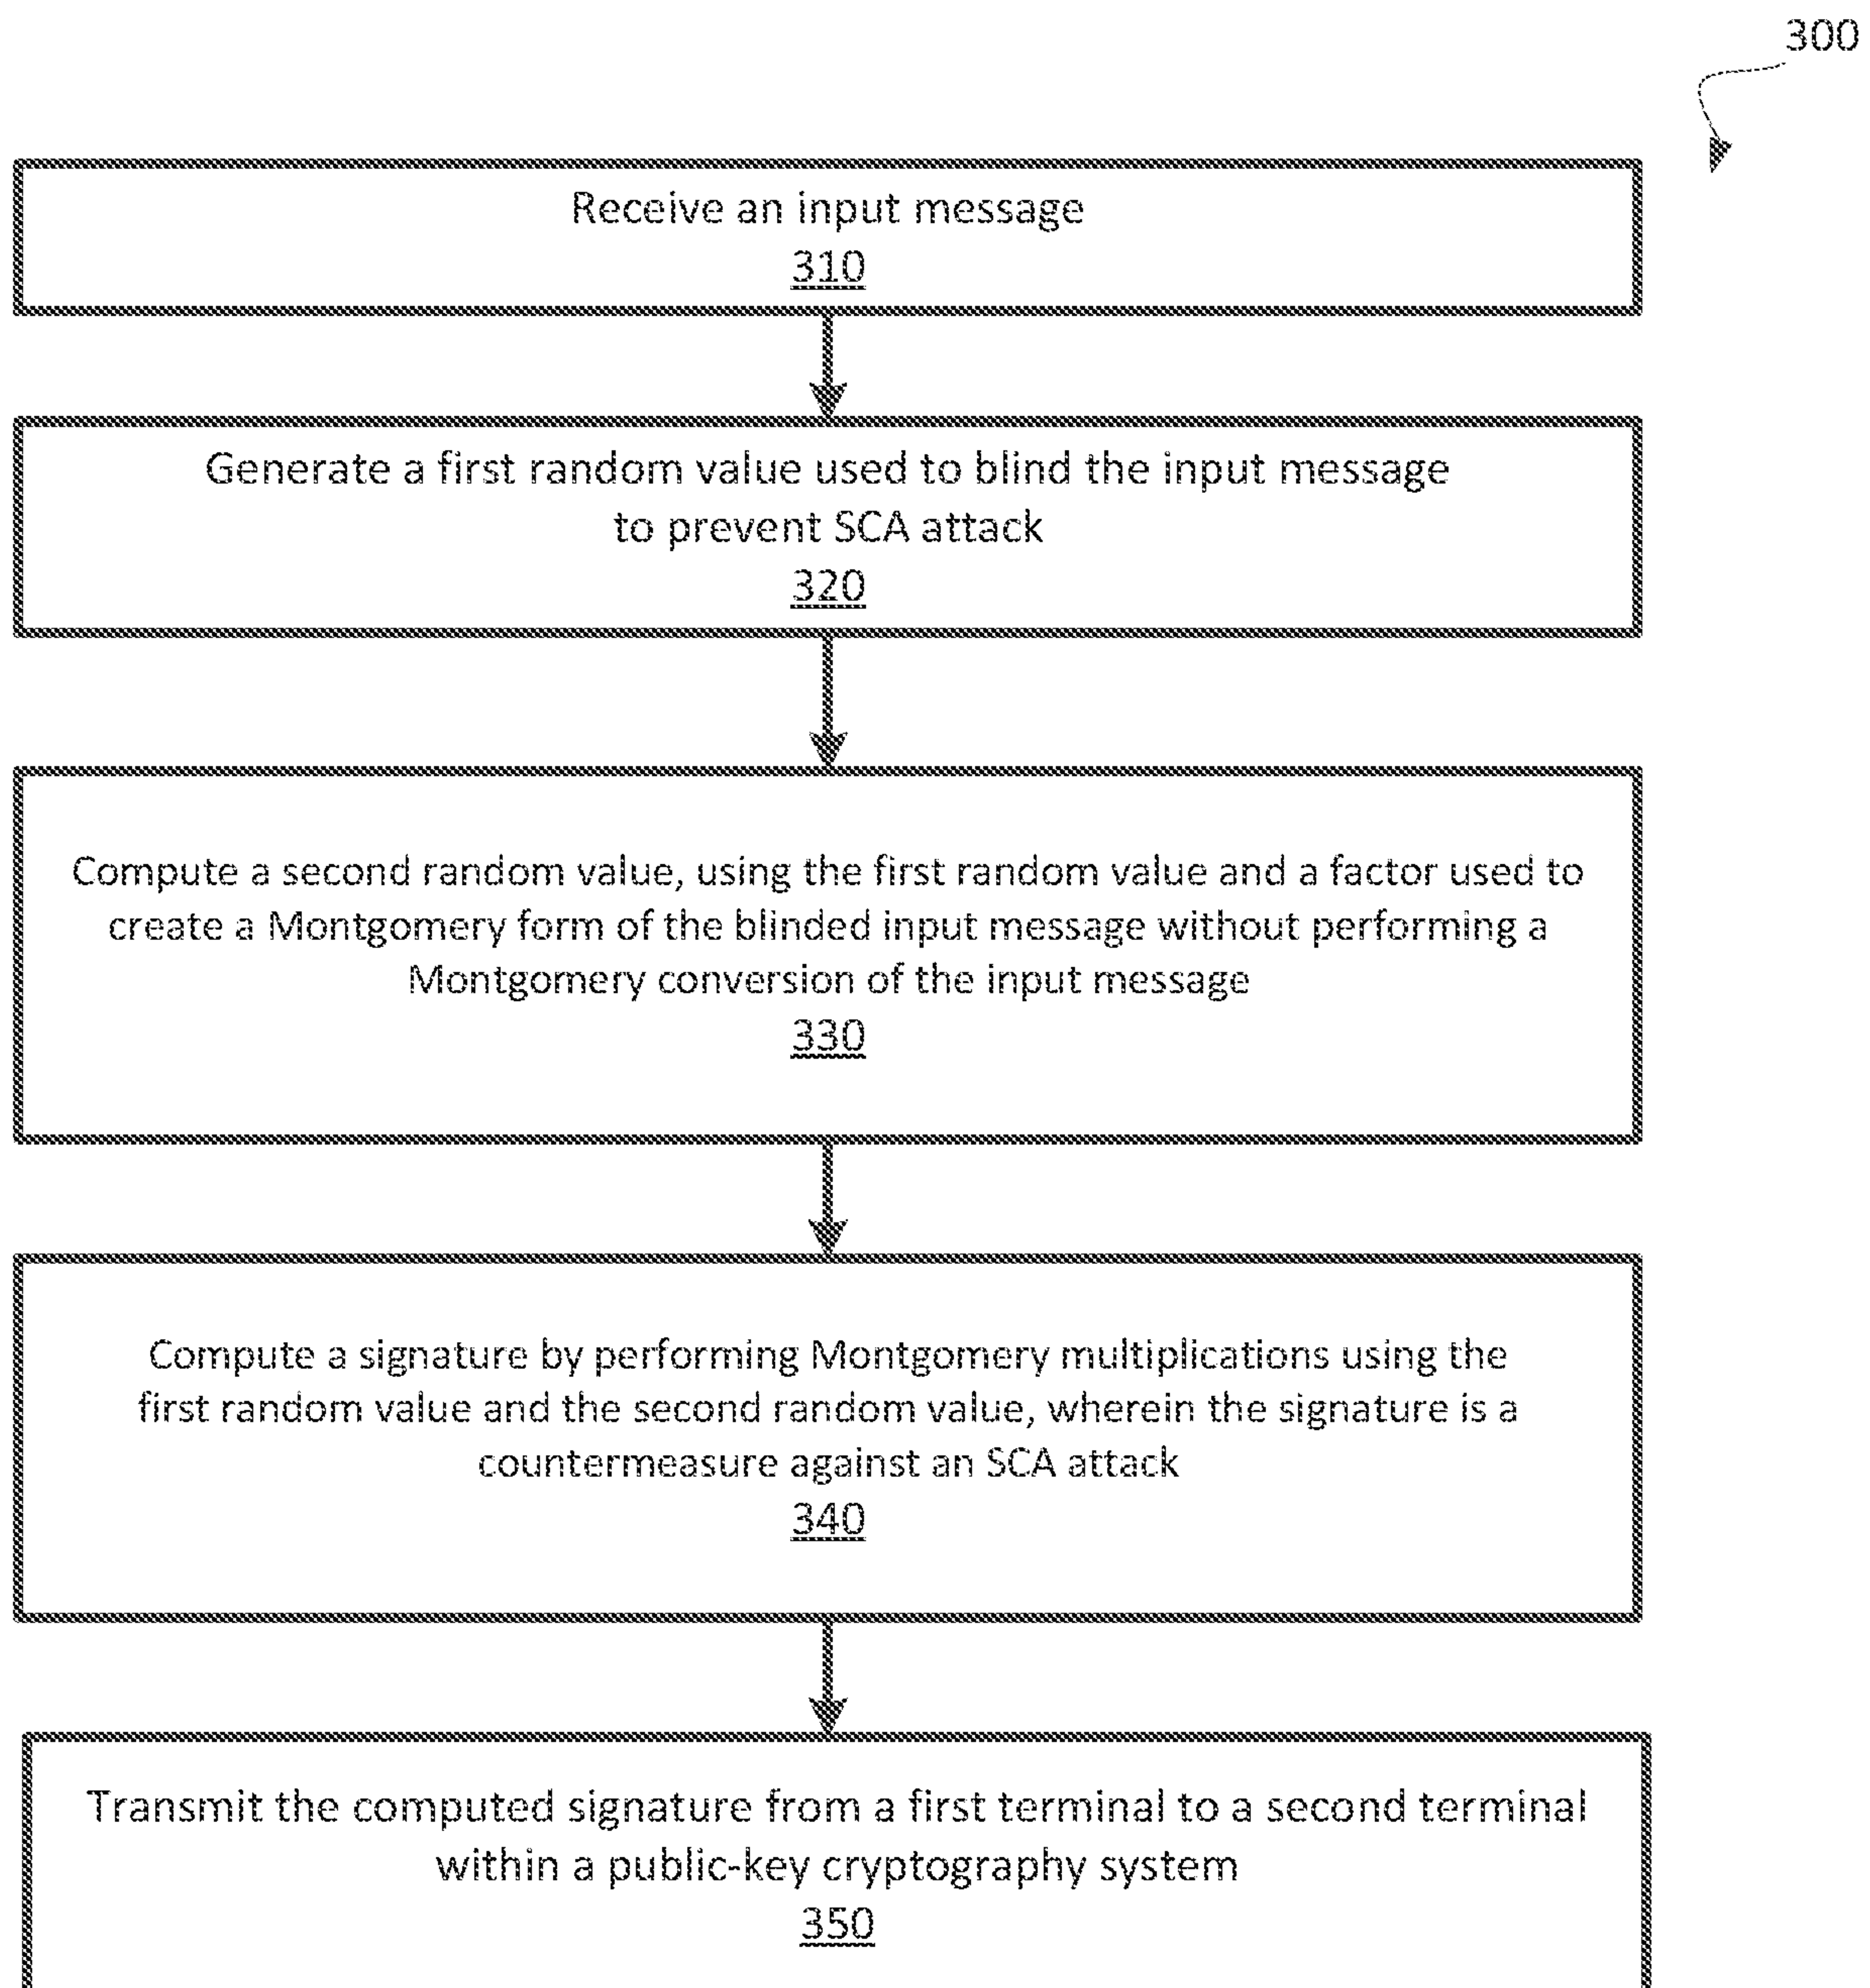 300
Receive an input message
310
Generate a first random value used to blind the input message
to prevent SCA attack
320
Compute a second random value, using the first random value and a factor used to
create a Montgomery form of the blinded input message without performing a
Montgomery conversion of the input message
330
Compute a signature by performing Montgomery multiplications using the
first random value and the second random value, wherein the signature is a
countermeasure against an SCA attack
340
Transmit the computed signature from a first terminal to a second terminal
within a public-key cryptography system
350